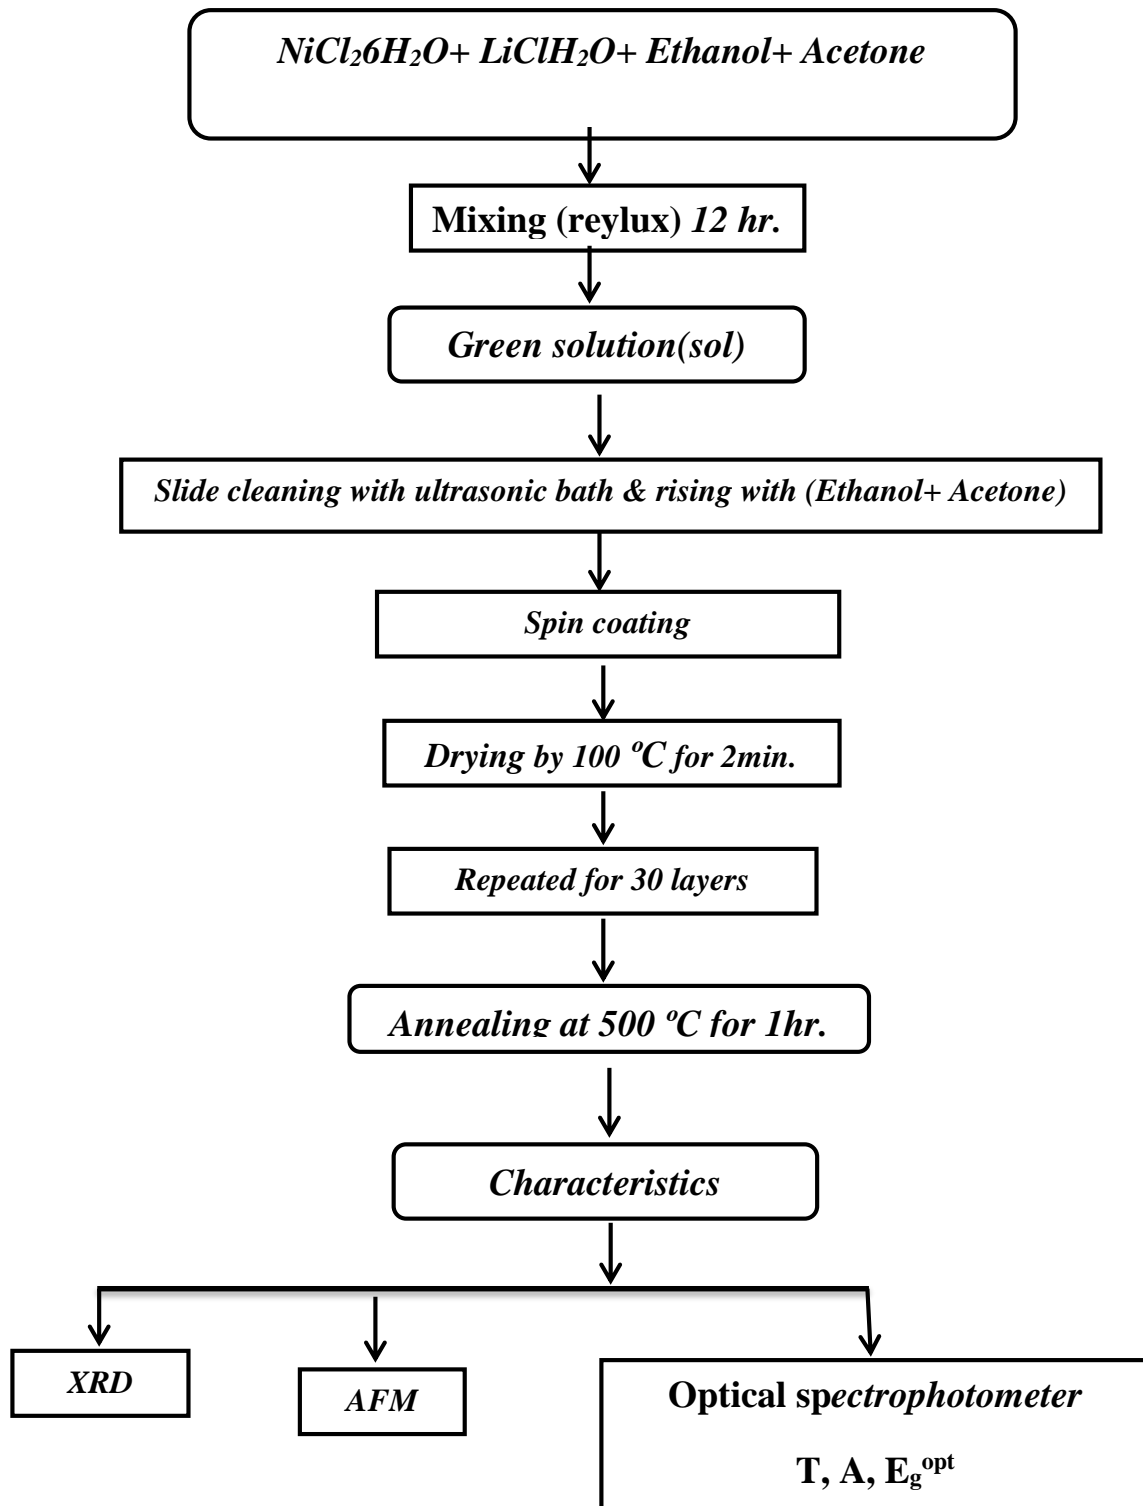 NiCl₂6H₂O+ LiClH₂O+ Ethanol+ Acetone
Mixing (reylux) 12 hr.
Green solution(sol)
Slide cleaning with ultrasonic bath & rising with (Ethanol+ Acetone)
Spin coating
Drying by 100 ºC for 2min.
Repeated for 30 layers
Annealing at 500 ºC for 1hr.
Characteristics
XRD
AFM
Optical spectrophotometer
T, A, E_g^opt